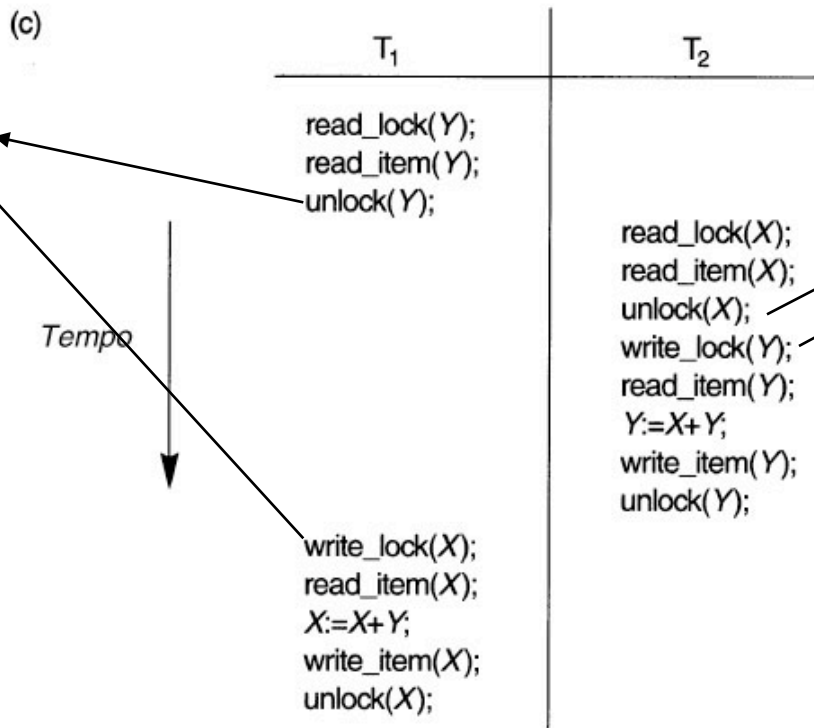 (c)
T1 T2
read_lock(Y);
read_item(Y);
unlock(Y);
read_lock(X);
read_item(X);
unlock(X);
Tempo
write_lock(Y);
read_item(Y);
Y:=X+Y;
write_item(Y);
unlock(Y);
write_lock(X);
read_item(X);
X:=X+Y;
write_item(X);
unlock(X);